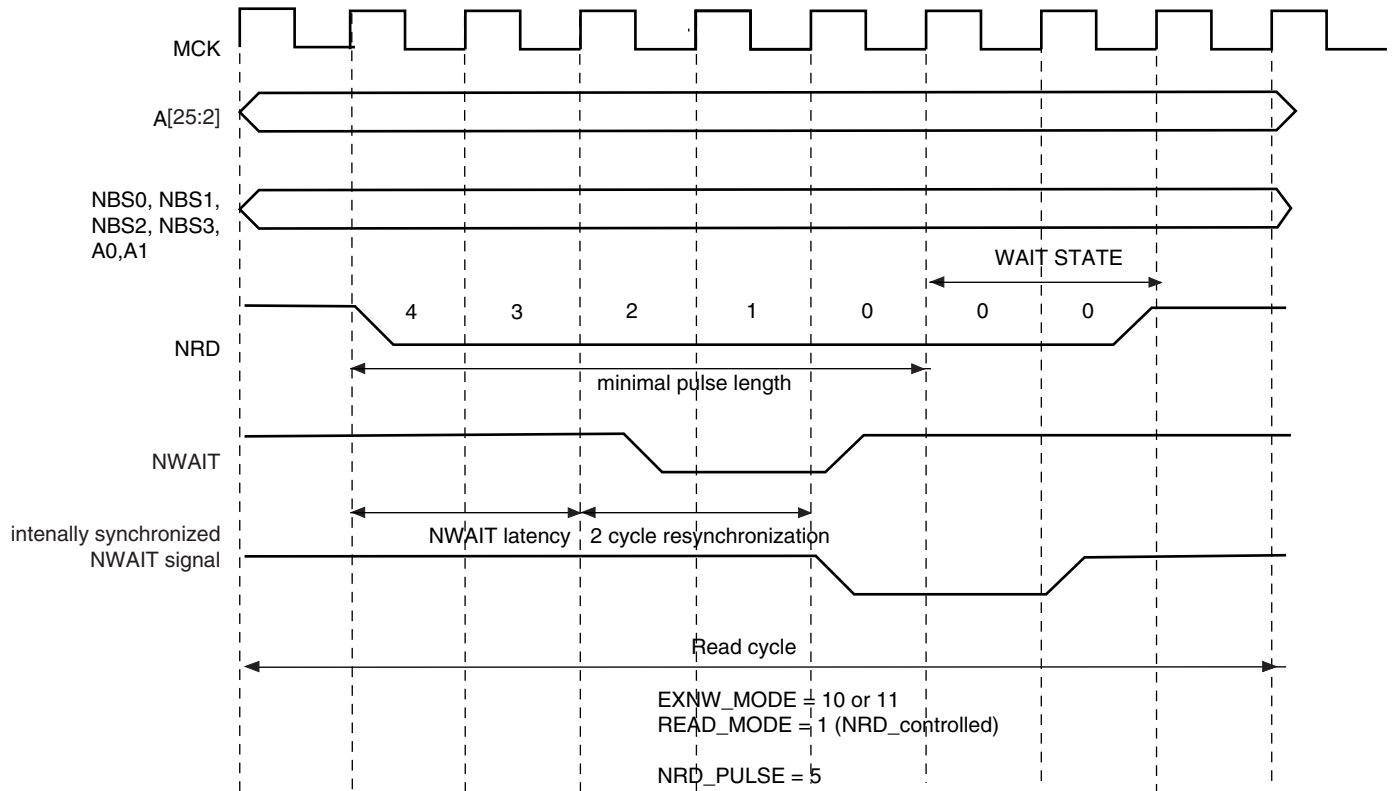 MCK
A[25:2]
NBS0, NBS1,
NBS2, NBS3,
A0,A1
WAIT STATE
4 3 2 1 0 0 0
NRD
minimal pulse length
NWAIT
intenally synchronized
NWAIT signal
NWAIT latency 2 cycle resynchronization
Read cycle
EXNW_MODE = 10 or 11
READ_MODE = 1 (NRD_controlled)
NRD_PULSE = 5